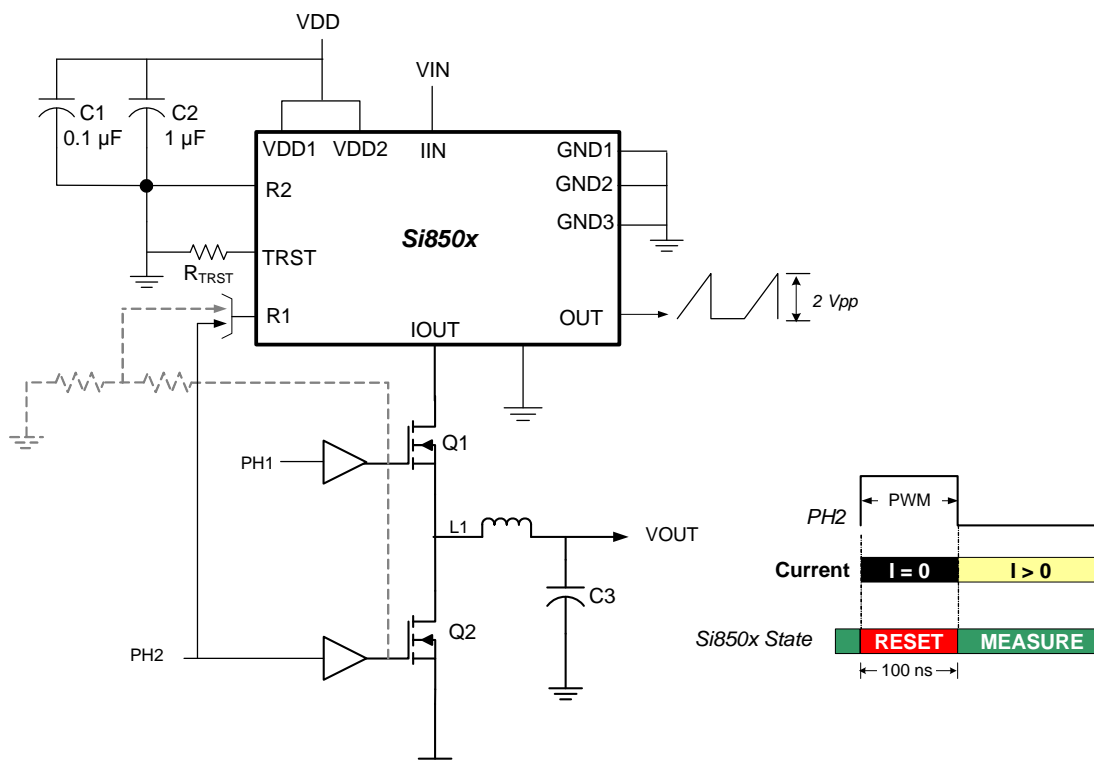 VDD
VIN
C1
0.1 µF
C2
1 µF
VDD1
VDD2
IIN
GND1
GND2
GND3
R2
Si850x
TRST
RTRST
R1
IOUT
OUT
2 Vpp
PH1
Q1
L1
VOUT
C3
PH2
Q2
PH2
PWM
Current
I = 0
I > 0
Si850x State
RESET
MEASURE
100 ns